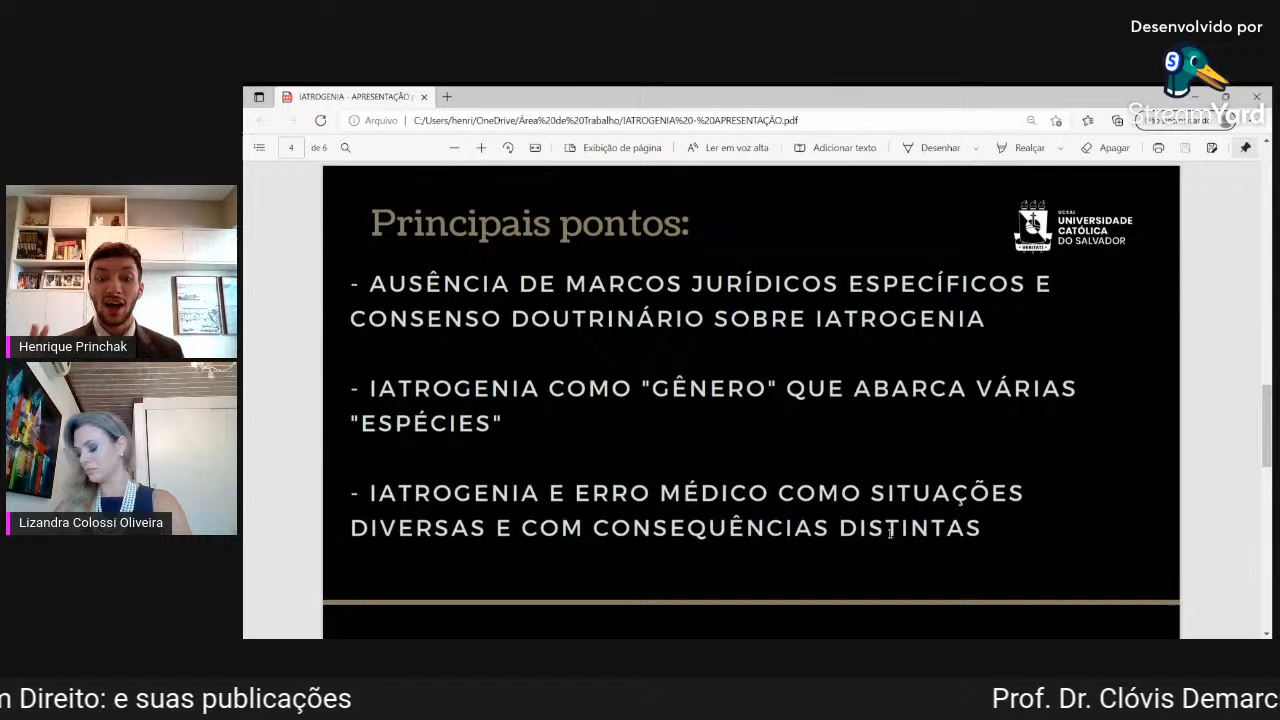 Desenvolvido por
StreamYard
IATROGENIA - APRESENTAÇÃO.
Arquivo
C:/Users/henri/OneDrive/Área%20de%20Trabalho/IATROGENIA%20-%20APRESENTAÇÃO.pdf
4 de 6
Exibição de página
Ler em voz alta
Adicionar texto
Desenhar
Realçar
Apagar
Principais pontos:
UCSAL
UNIVERSIDADE
CATÓLICA
DO SALVADOR
VERITATI
- AUSÊNCIA DE MARCOS JURÍDICOS ESPECÍFICOS E
CONSENSO DOUTRINÁRIO SOBRE IATROGENIA
- IATROGENIA COMO "GÊNERO" QUE ABARCA VÁRIAS
"ESPÉCIES"
- IATROGENIA E ERRO MÉDICO COMO SITUAÇÕES
DIVERSAS E COM CONSEQUÊNCIAS DISTINTAS
Henrique Princhak
Lizandra Colossi Oliveira
m Direito: e suas publicações
Prof. Dr. Clóvis Demarc